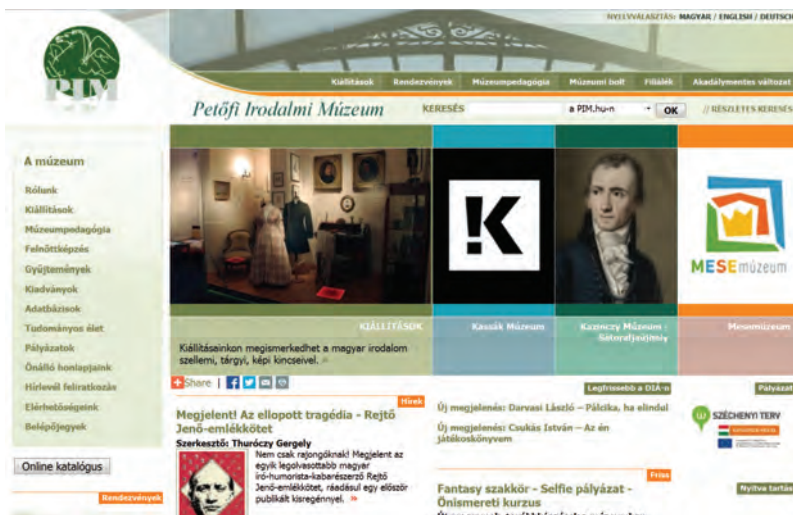 NYELVVÁLASZTÁS: MAGYAR / ENGLISH / DEUTSCH
PIM
Kiállítások Rendezvények Múzeumpedagógia Múzeumi bolt Filiálék Akadálymentes változat
Petőfi Irodalmi Múzeum
KERESÉS a PIM.hu-n OK // RÉSZLETES KERESÉS
A múzeum
Rólunk
Kiállítások
Múzeumpedagógia
Felnőttképzés
Gyűjtemények
Kiadványok
Adatbázisok
Tudományos élet
Pályázatok
Önálló honlapjaink
Hírlevél feliratkozás
Elérhetőségeink
Belépőjegyek
Online katalógus
Rendezvények
!K
MESEmúzeum
KIÁLLÍTÁSOK
Kiállításainkon megismerkedhet a magyar irodalom
szellemi, tárgyi, képi kincseivel. »
Kassák Múzeum
Kazinczy Múzeum -
Mesemúzeum
Share |
Hírek
Megjelent! Az ellopott tragédia - Rejtő
Jenő-emlékkötet
Szerkesztő: Thuróczy Gergely
Nem csak rajongóknak! Megjelent az
egyik legolvasottabb magyar
író-humorista-kabarészerző Rejtő
Jenő-emlékkötet, ráadásul egy először
publikált kisregénnyel. »
Legfrissebb a DIA-n
Új megjelenés: Darvasi László – Pálcika, ha elindul
Új megjelenés: Csukás István – Az én
játékoskönyvem
Friss
Fantasy szakkör - Selfie pályázat -
Önismereti kurzus
Pályázat
SZÉCHENYI TERV
Nyitva tartás